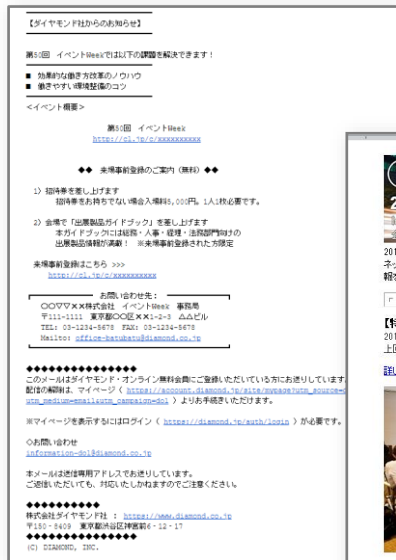 【ダイヤモンド社からのお知らせ】
第50回 イベントWeekでは以下の課題を解決できます！
■ 効果的な働き方改革のノウハウ
■ 働きやすい環境整備のコツ
＜イベント概要＞
第50回 イベントWeek
http://cl.jp/c/xxxxxxxxxx
◆◆ 来場事前登録のご案内（無料）◆◆
1）招待券を差し上げます
招待券をお持ちでない場合入場料5,000円。1人1枚必要です。
2）会場で「出展製品ガイドブック」を差し上げます
本ガイドブックには総務・人事・経理・法務部門向けの
出展製品情報が満載！ ※来場事前登録された方限定
来場事前登録はこちら >>>
http://cl.jp/c/xxxxxxxxxx
お問い合わせ先：
〇〇▽▽××株式会社 イベントWeek 事務局
〒111-1111 東京都〇〇区××1-2-3 △△ビル
TEL: 03-1234-5678 FAX: 03-1234-5678
Mailto: office-batubatu@diamond.co.jp
◆◆◆◆◆◆◆◆◆◆◆◆◆◆◆
このメールはダイヤモンド・オンライン無料会員にご登録いただいている方にお送りしています。
配信の解除は、マイページ（ https://account.diamond.jp/site/mypage?utm_source=
utm_medium=email&utm_campaign=dol ）よりお手続きいただけます。
※マイページを表示するにはログイン（ https://diamond.jp/auth/login ）が必要です。
◇お問い合わせ
information-dol@diamond.co.jp
本メールは送信専用アドレスでお送りしています。
ご返信いただいても、対応いたしかねますのでご注意ください。
◆◆◆◆◆◆◆◆◆◆
株式会社ダイヤモンド社 : https://www.diamond.co.jp
〒150-8409 東京都渋谷区神宮前6-12-17
◆◆◆◆◆◆◆◆◆◆◆◆◆◆◆
(C) DIAMOND, INC.